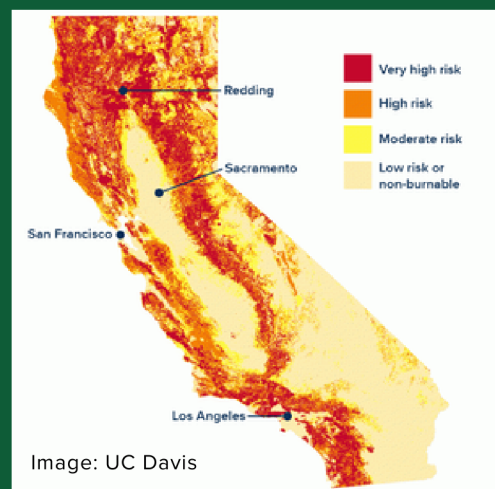 Very high risk
Redding
High risk
Moderate risk
Sacramento
Low risk or
non-burnable
San Francisco
Los Angeles
Image: UC Davis